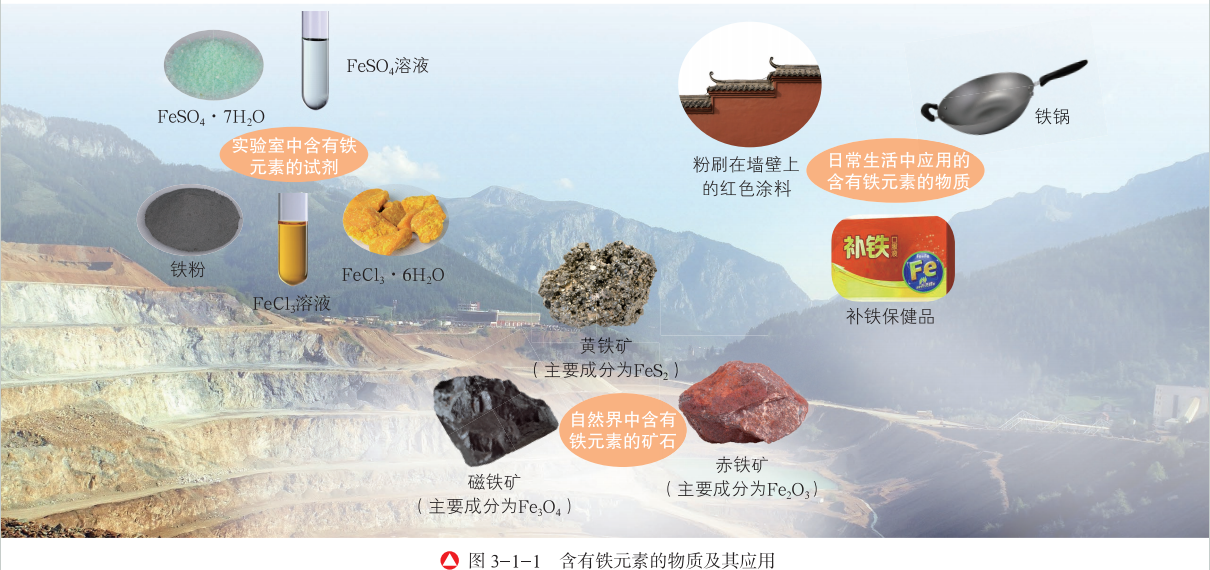 FeSO₄溶液
FeSO₄・7H₂O
实验室中含有铁
元素的试剂
铁粉
FeCl₃溶液
FeCl₃・6H₂O
粉刷在墙壁上
的红色涂料
铁锅
日常生活中应用的
含有铁元素的物质
补铁
Fe
补铁保健品
黄铁矿
（主要成分为FeS₂）
自然界中含有
铁元素的矿石
磁铁矿
（主要成分为Fe₃O₄）
赤铁矿
（主要成分为Fe₂O₃）
图 3-1-1 含有铁元素的物质及其应用